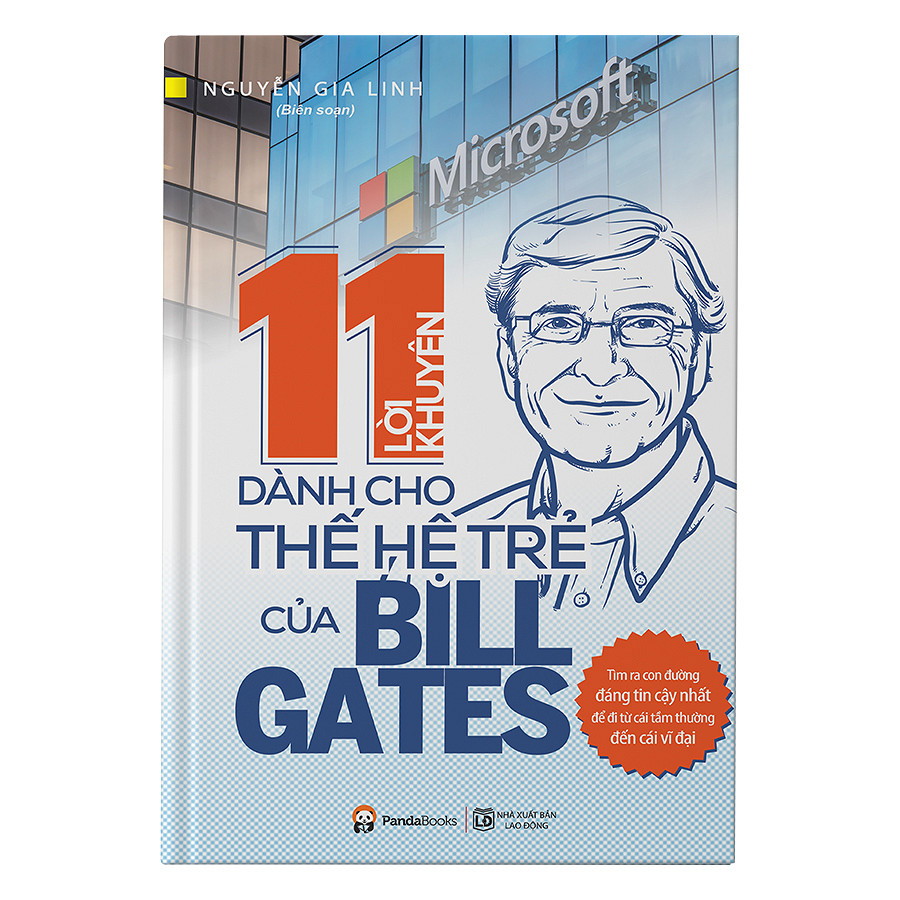 NGUYỄN GIA LINH
(Biên soạn)
Microsoft
11
LỜI
KHUYÊN
DÀNH CHO
THẾ HỆ TRẺ
CỦA BILL
GATES
Tìm ra con đường
đáng tin cậy nhất
để đi từ cái tầm thường
đến cái vĩ đại
PandaBooks
LĐ
NHÀ XUẤT BẢN
LAO ĐỘNG